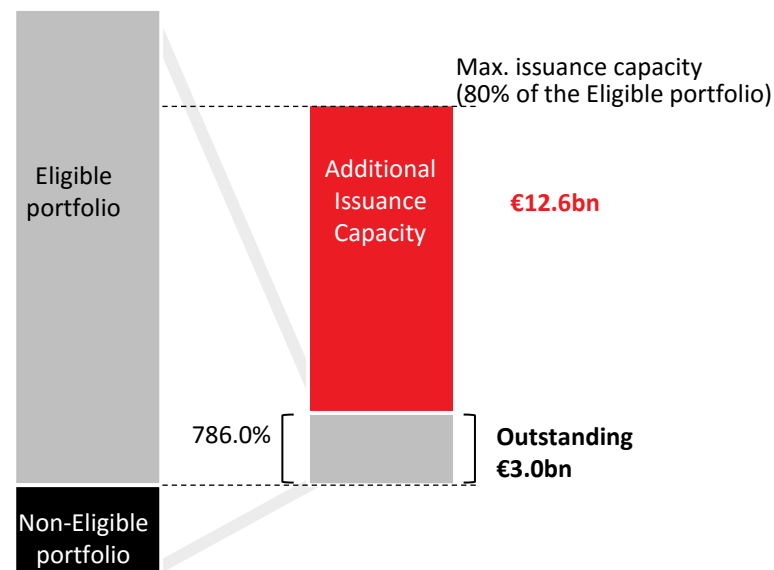 Max. issuance capacity
(80% of the Eligible portfolio)
Eligible
portfolio
Additional
Issuance
Capacity
€12.6bn
786.0%
Outstanding
€3.0bn
Non-Eligible
portfolio